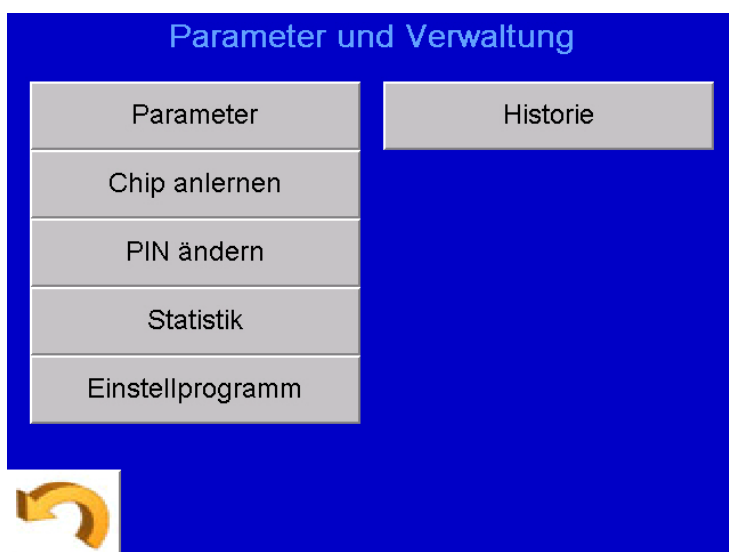 Parameter und Verwaltung
Parameter
Historie
Chip anlernen
PIN ändern
Statistik
Einstellprogramm